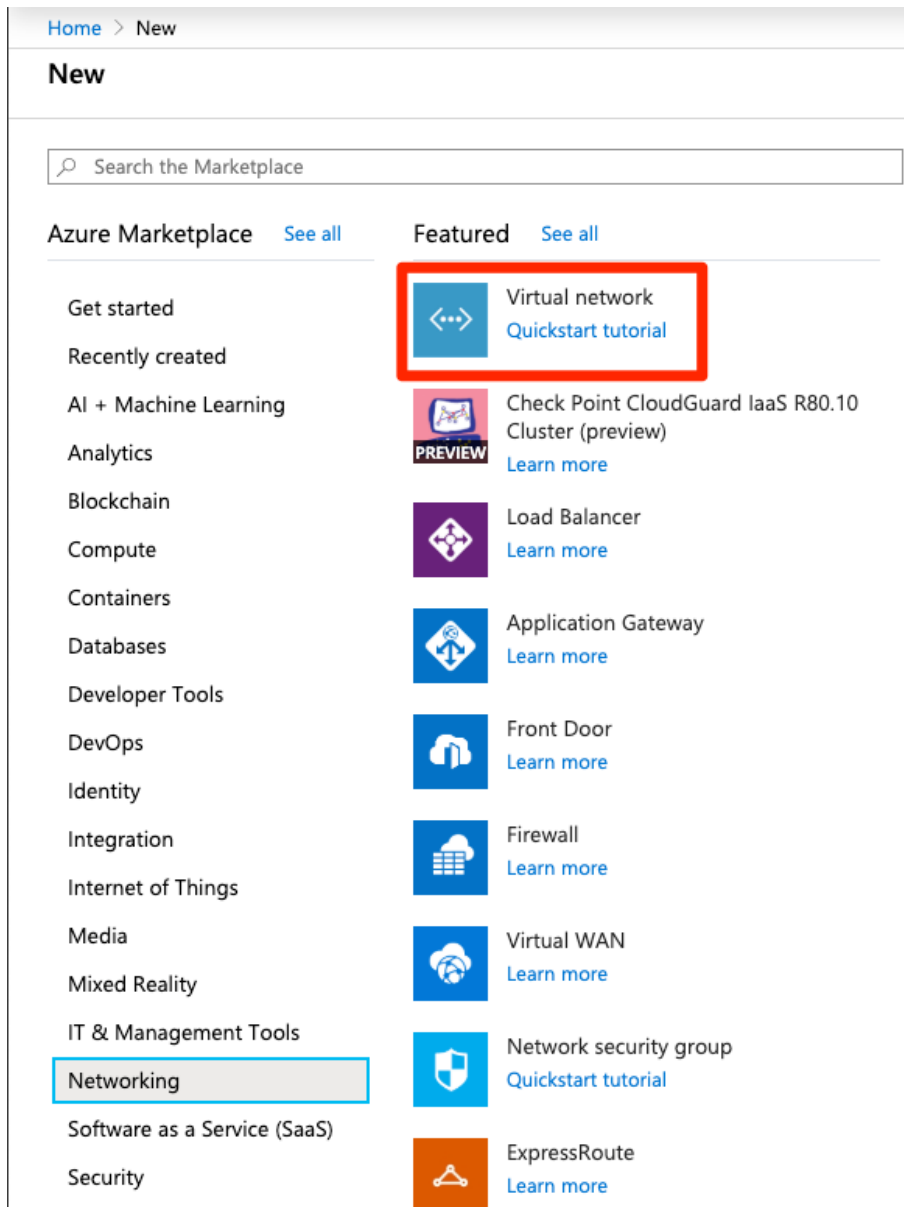 Home > New
New
Search the Marketplace
Azure Marketplace See all
Get started
Recently created
AI + Machine Learning
Analytics
Blockchain
Compute
Containers
Databases
Developer Tools
DevOps
Identity
Integration
Internet of Things
Media
Mixed Reality
IT & Management Tools
Networking
Software as a Service (SaaS)
Security
Featured See all
Virtual network
Quickstart tutorial
Check Point CloudGuard IaaS R80.10
Cluster (preview)
Learn more
PREVIEW
Load Balancer
Learn more
Application Gateway
Learn more
Front Door
Learn more
Firewall
Learn more
Virtual WAN
Learn more
Network security group
Quickstart tutorial
ExpressRoute
Learn more